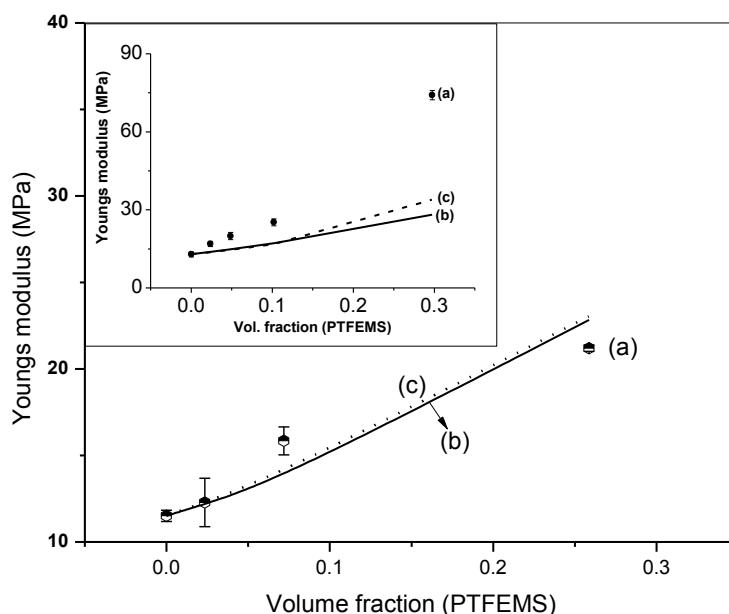 40
30
20
10
Youngs modulus (MPa)
0.0
0.1
0.2
0.3
Volume fraction (PTFEMS)
(a)
(c)
(b)
90
60
30
0
Youngs modulus (MPa)
0.0
0.1
0.2
0.3
Vol. fraction (PTFEMS)
(a)
(c)
(b)